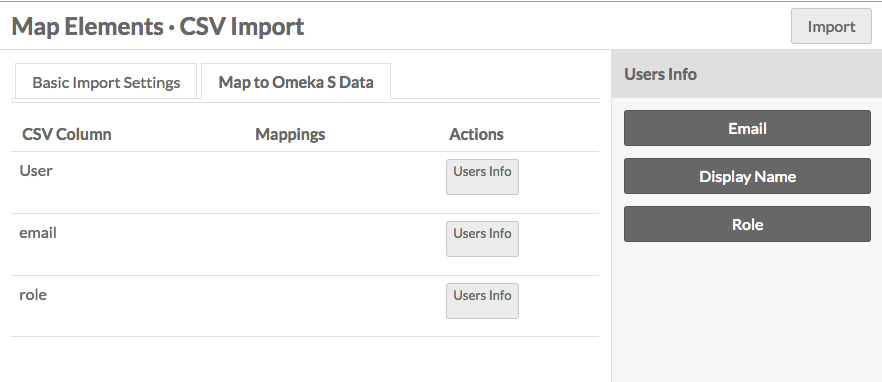 Map Elements · CSV Import
Import
Basic Import Settings
Map to Omeka S Data
CSV Column Mappings Actions
User Users Info
email Users Info
role Users Info
Users Info
Email
Display Name
Role